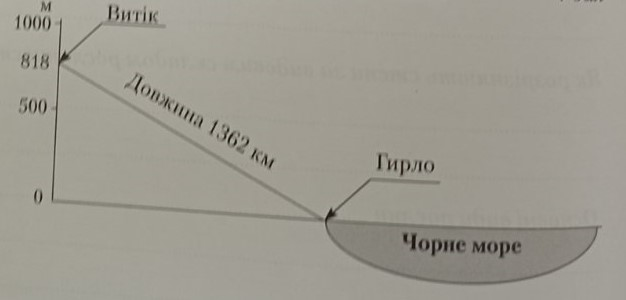 м
Витік
1000
818
Довжина 1362 км
500
Гирло
0
Чорне море